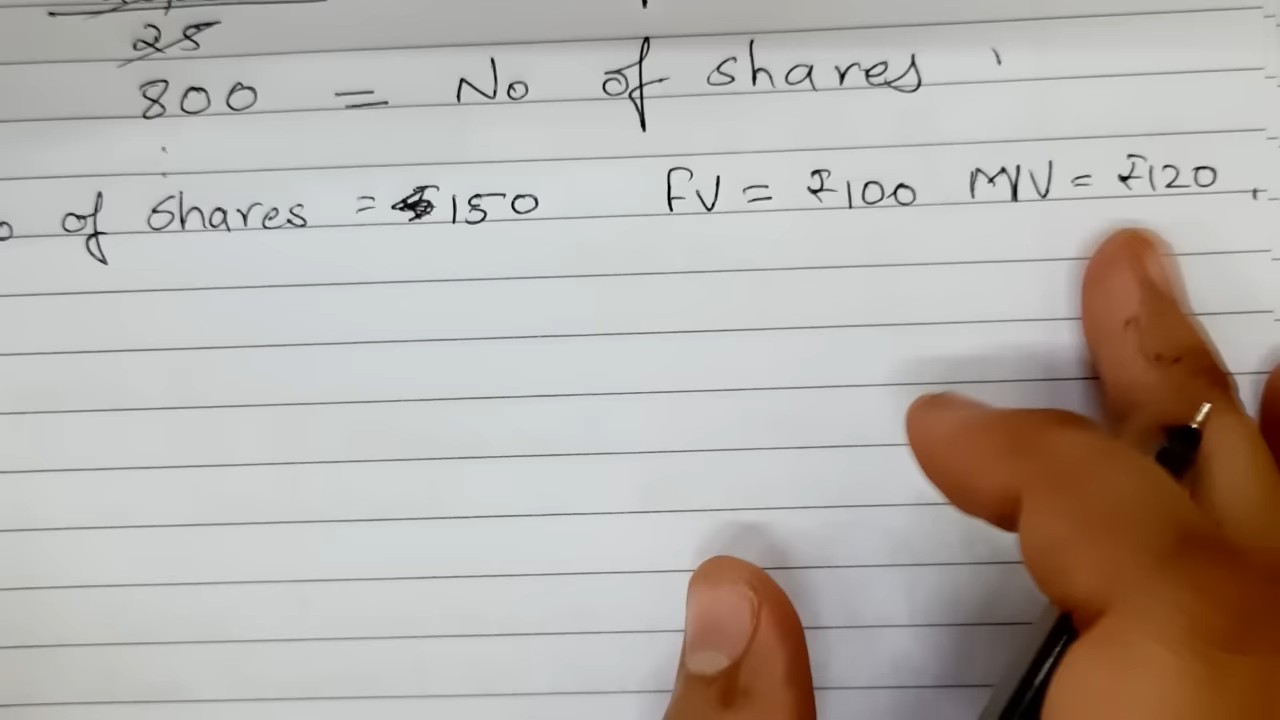 25
800 = No of shares
of shares = 150 FV = ₹100 MV = ₹120